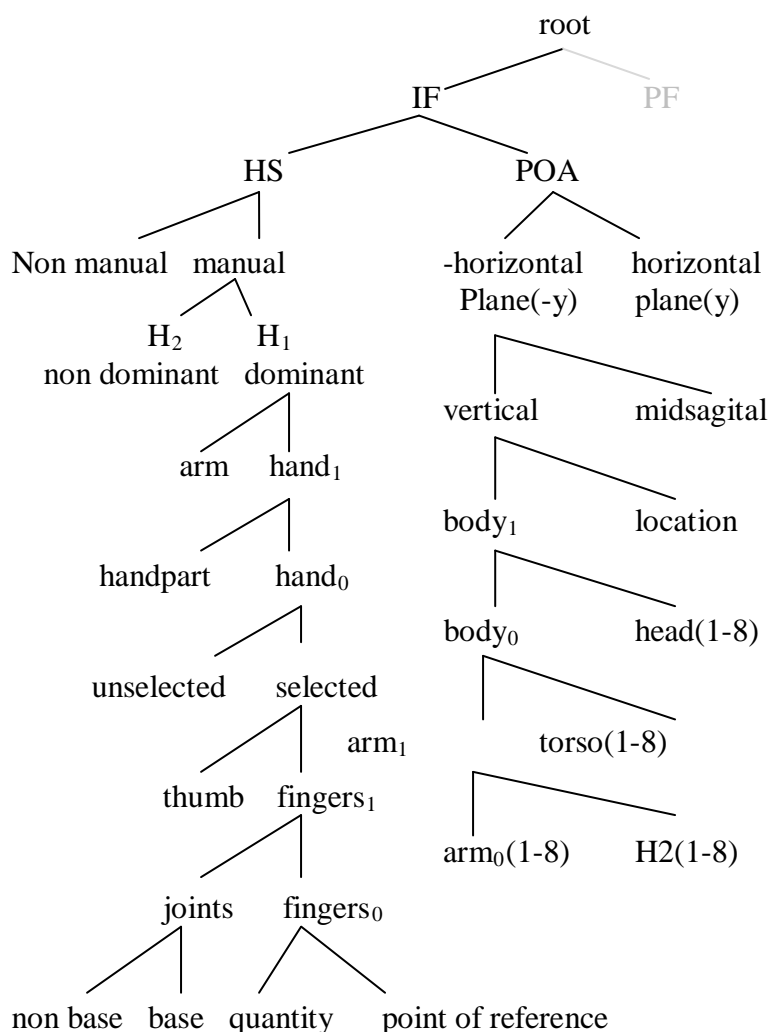 root
IF PF
HS POA
Non manual manual -horizontal horizontal
Plane(-y) plane(y)
H₂ H₁
non dominant dominant
vertical midsagital
arm hand₁
body₁ location
handpart hand₀
body₀ head(1-8)
unselected selected
arm₁ torso(1-8)
thumb fingers₁
arm₀(1-8) H2(1-8)
joints fingers₀
non base base quantity point of reference